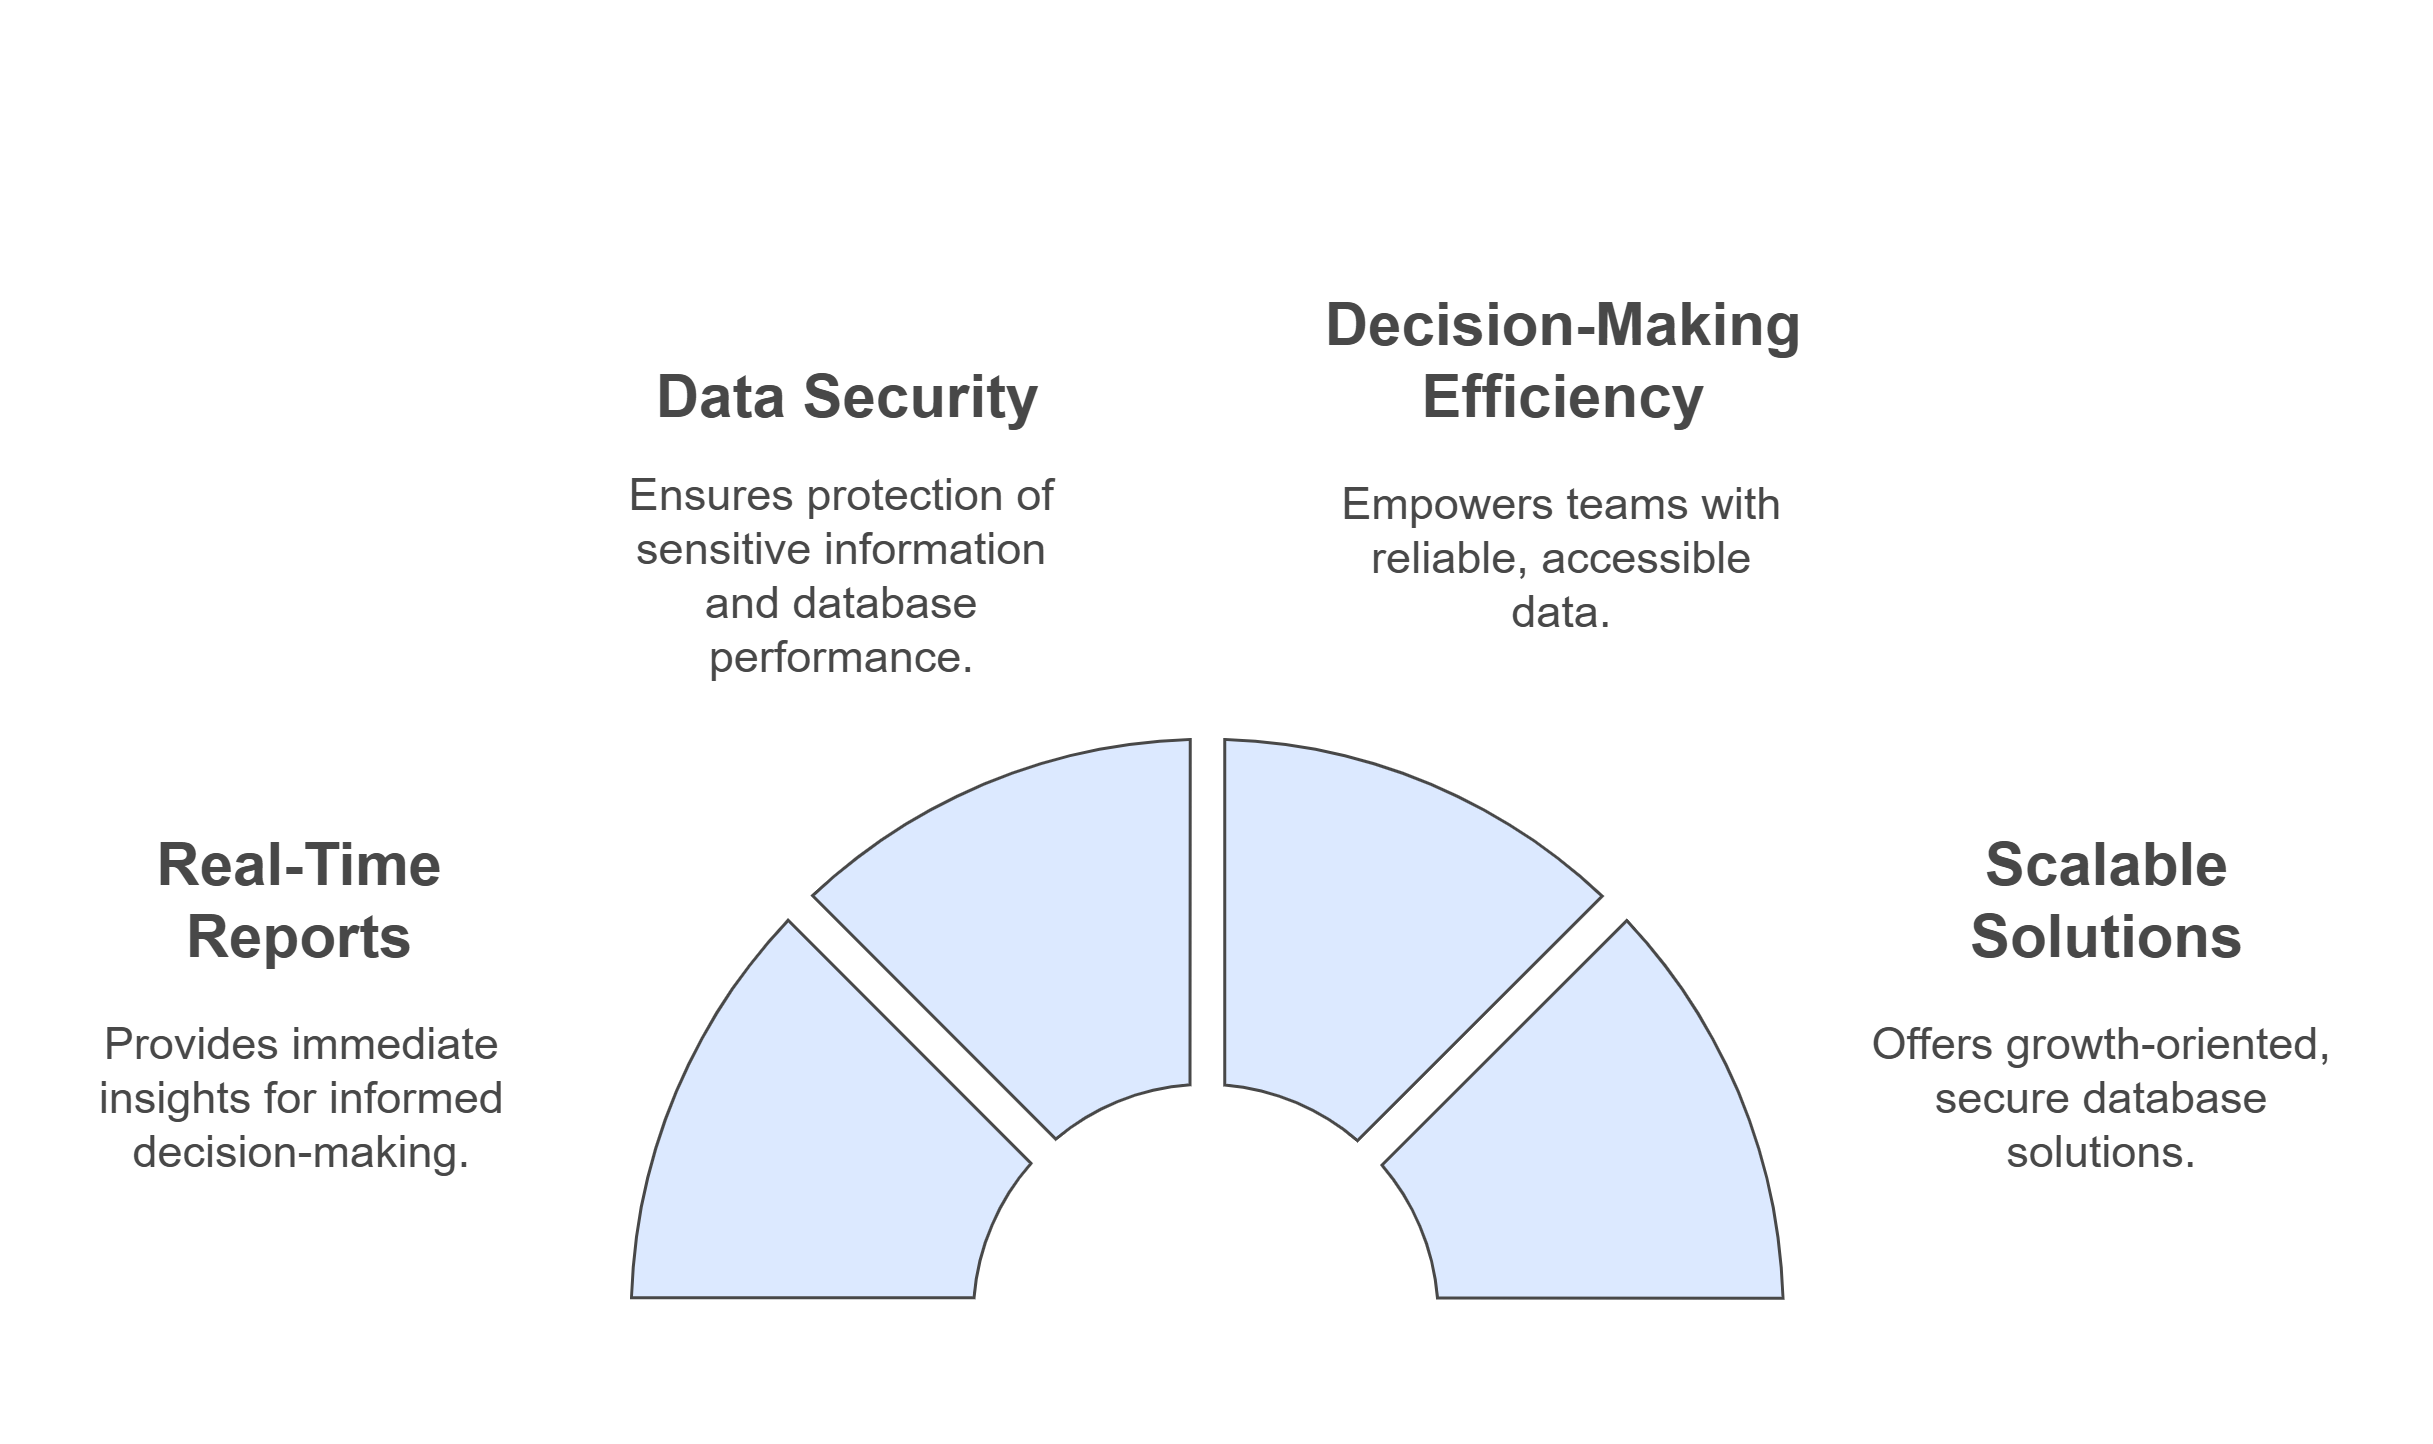 Real-Time
Reports
Provides immediate
insights for informed
decision-making.
Data Security
Ensures protection of
sensitive information
and database
performance.
Decision-Making
Efficiency
Empowers teams with
reliable, accessible
data.
Scalable
Solutions
Offers growth-oriented,
secure database
solutions.